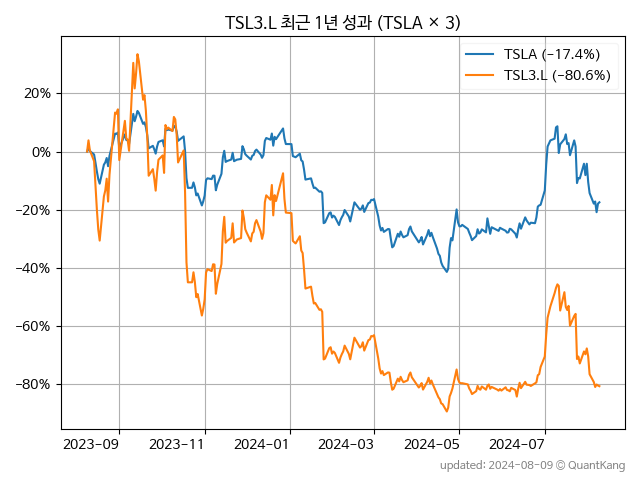 TSL3.L 최근 1년 성과 (TSLA × 3)
TSLA (−17.4%)
TSL3.L (−80.6%)
20%
0%
−20%
−40%
−60%
−80%
2023-09 2023-11 2024-01 2024-03 2024-05 2024-07
updated: 2024-08-09 @ QuantKang